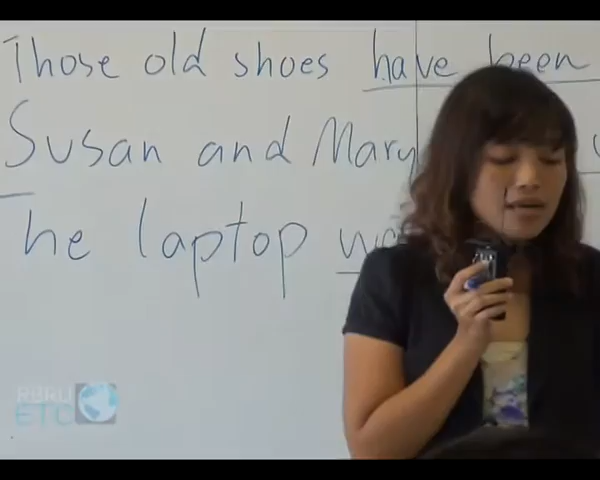 Those old shoes have been
Susan and Mary
The laptop
RBRU
ETC